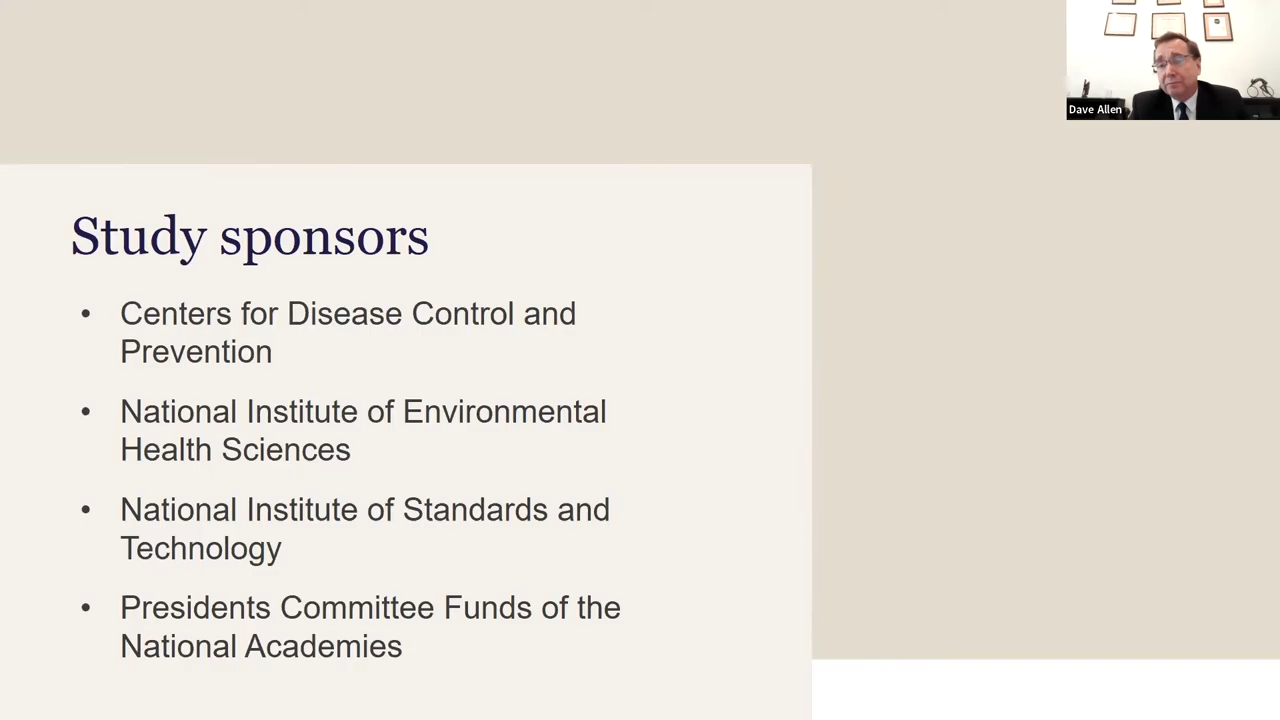 Dave Allen
Study sponsors
• Centers for Disease Control and
Prevention
• National Institute of Environmental
Health Sciences
• National Institute of Standards and
Technology
• Presidents Committee Funds of the
National Academies